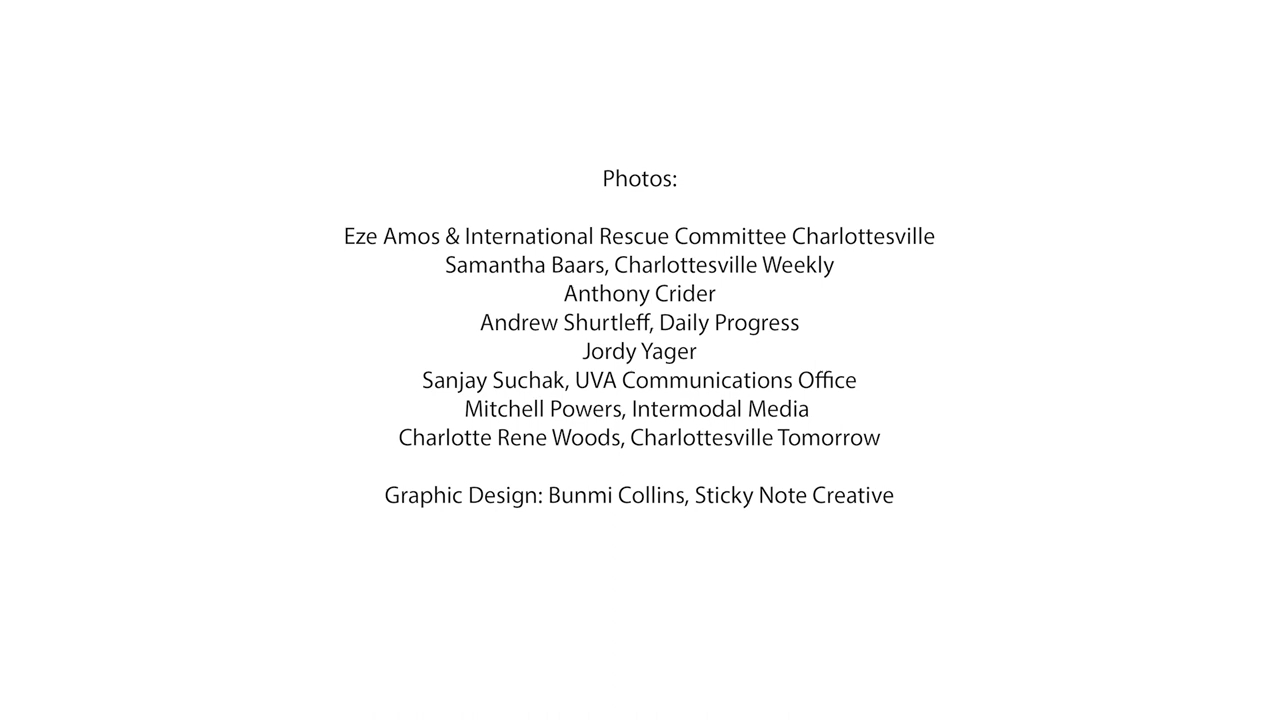 Photos:
Eze Amos & International Rescue Committee Charlottesville
Samantha Baars, Charlottesville Weekly
Anthony Crider
Andrew Shurtleff, Daily Progress
Jordy Yager
Sanjay Suchak, UVA Communications Office
Mitchell Powers, Intermodal Media
Charlotte Rene Woods, Charlottesville Tomorrow
Graphic Design: Bunmi Collins, Sticky Note Creative